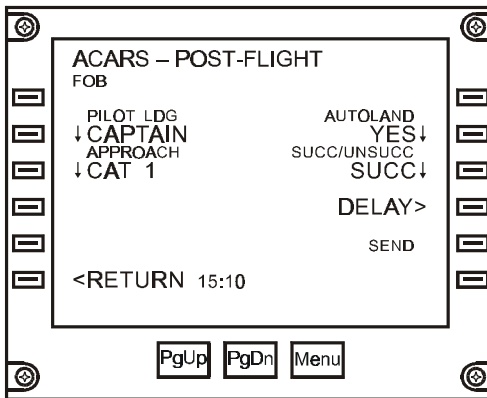 ACARS – POST-FLIGHT
FOB
PILOT LDG AUTOLAND
↓CAPTAIN YES↓
APPROACH SUCC/UNSUCC
↓CAT 1 SUCC↓
DELAY>
SEND
<RETURN 15:10
PgUp PgDn Menu